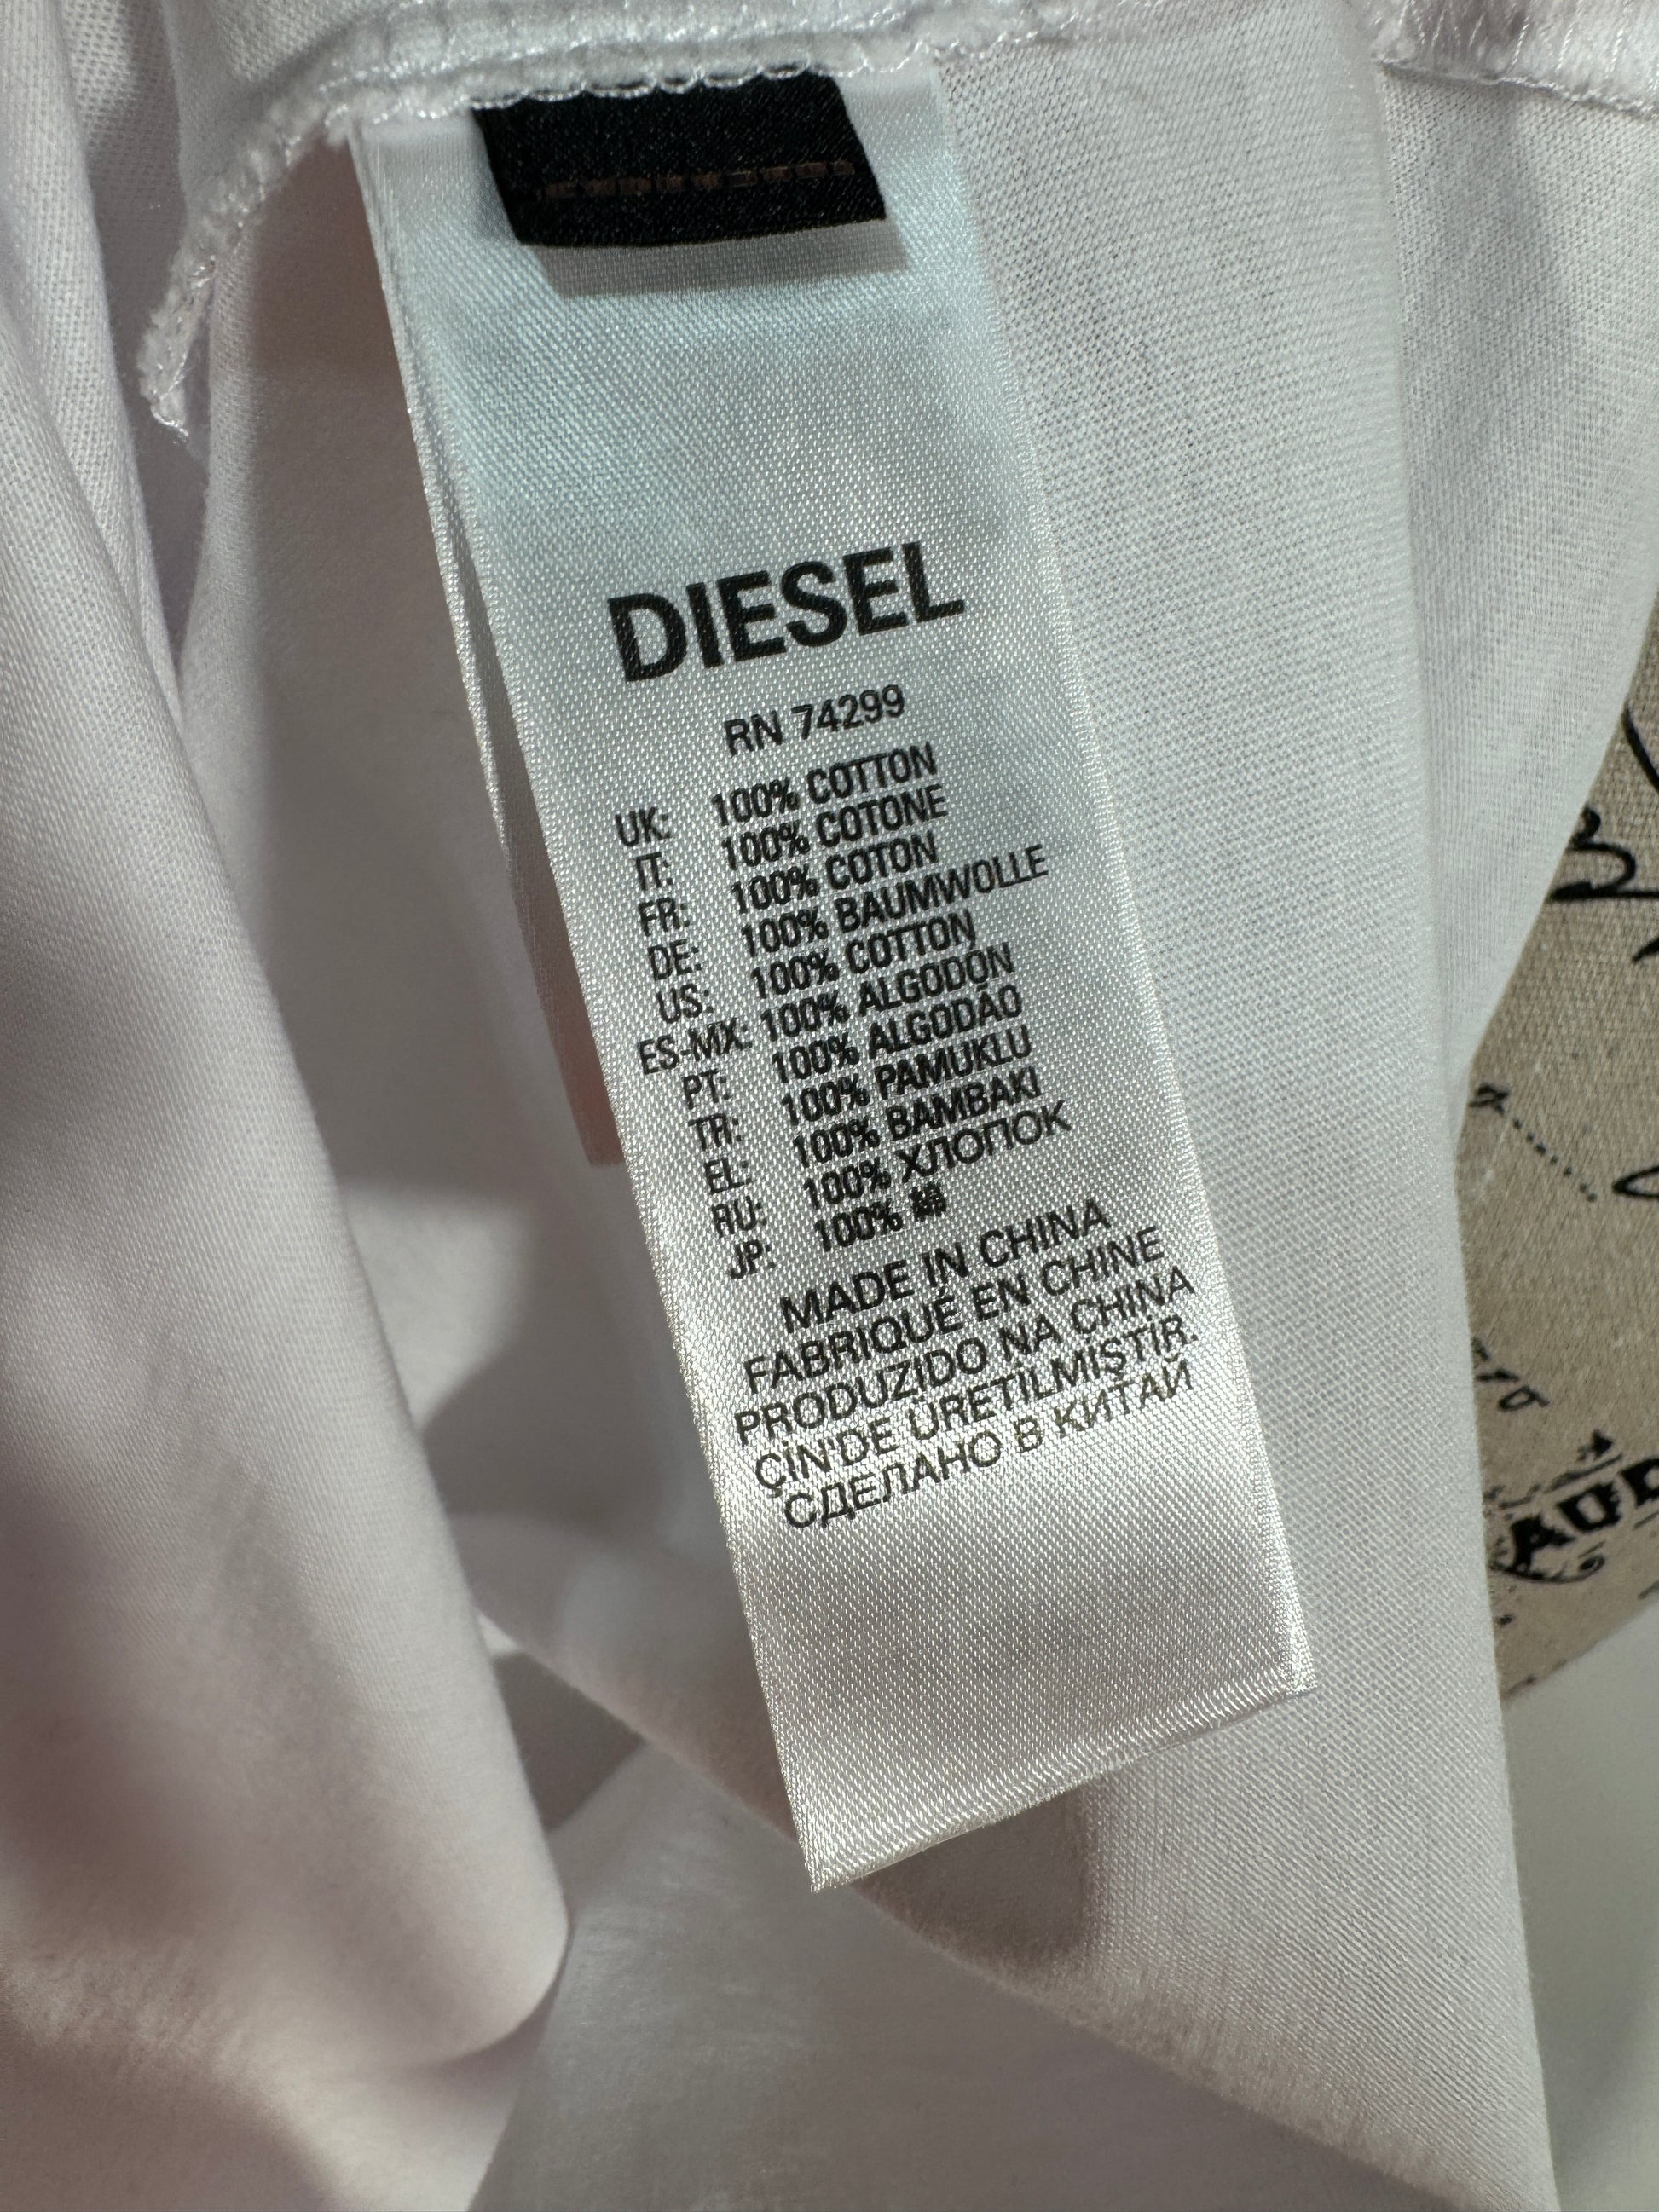 DIESEL
RN 74299
UK: 100% COTTON
IT: 100% COTONE
FR: 100% COTON
DE: 100% BAUMWOLLE
US: 100% COTTON
ES-MX: 100% ALGODÓN
PT: 100% ALGODÃO
TR: 100% PAMUKLU
EL: 100% BAMBAKI
RU: 100% ХЛОПОК
JP: 100% 綿
MADE IN CHINA
FABRIQUÉ EN CHINE
PRODUZIDO NA CHINA
ÇİN'DE ÜRETİLMİŞTİR.
СДЕЛАНО В КИТАЙ